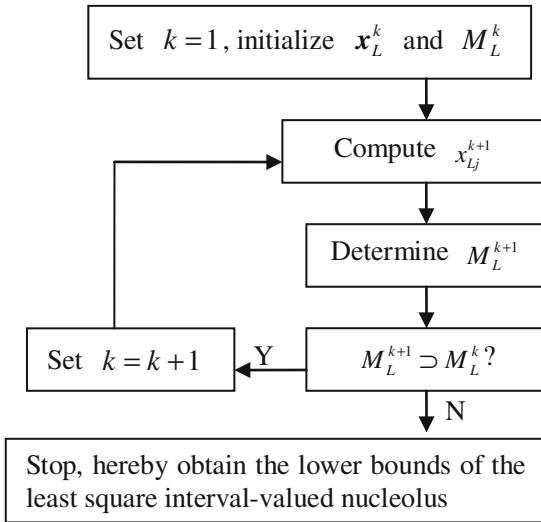 Set k = 1, initialize x_L^k and M_L^k
Compute x_{Lj}^{k+1}
Determine M_L^{k+1}
M_L^{k+1} ⊃ M_L^k ?
Y
Set k = k + 1
N
Stop, hereby obtain the lower bounds of the
least square interval-valued nucleolus